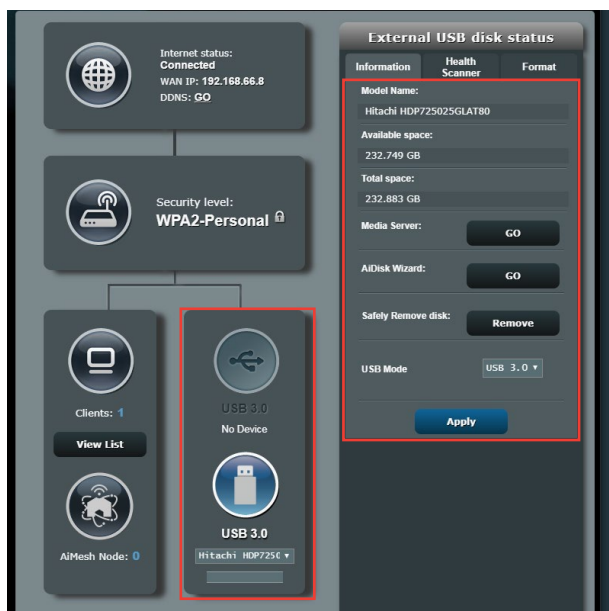 Internet status:
Connected
WAN IP: 192.168.66.8
DDNS: GO
Security level:
WPA2-Personal
Clients: 1
View List
AiMesh Node: 0
USB 3.0
No Device
USB 3.0
Hitachi HDP725C
External USB disk status
Information
Health Scanner
Format
Model Name:
Hitachi HDP725025GLAT80
Available space:
232.749 GB
Total space:
232.883 GB
Media Server:
GO
AiDisk Wizard:
GO
Safely Remove disk:
Remove
USB Mode
USB 3.0
Apply